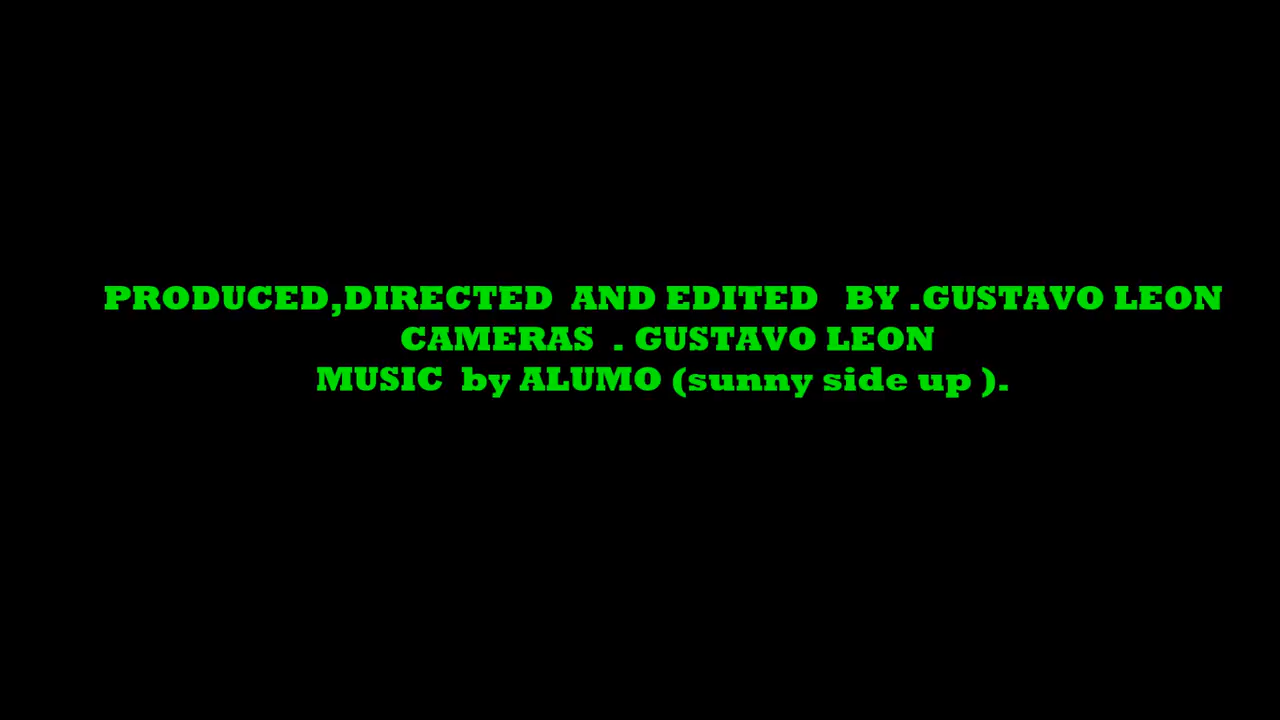 PRODUCED,DIRECTED  AND EDITED   BY .GUSTAVO LEON
CAMERAS  . GUSTAVO LEON
MUSIC  by ALUMO (sunny side up ).